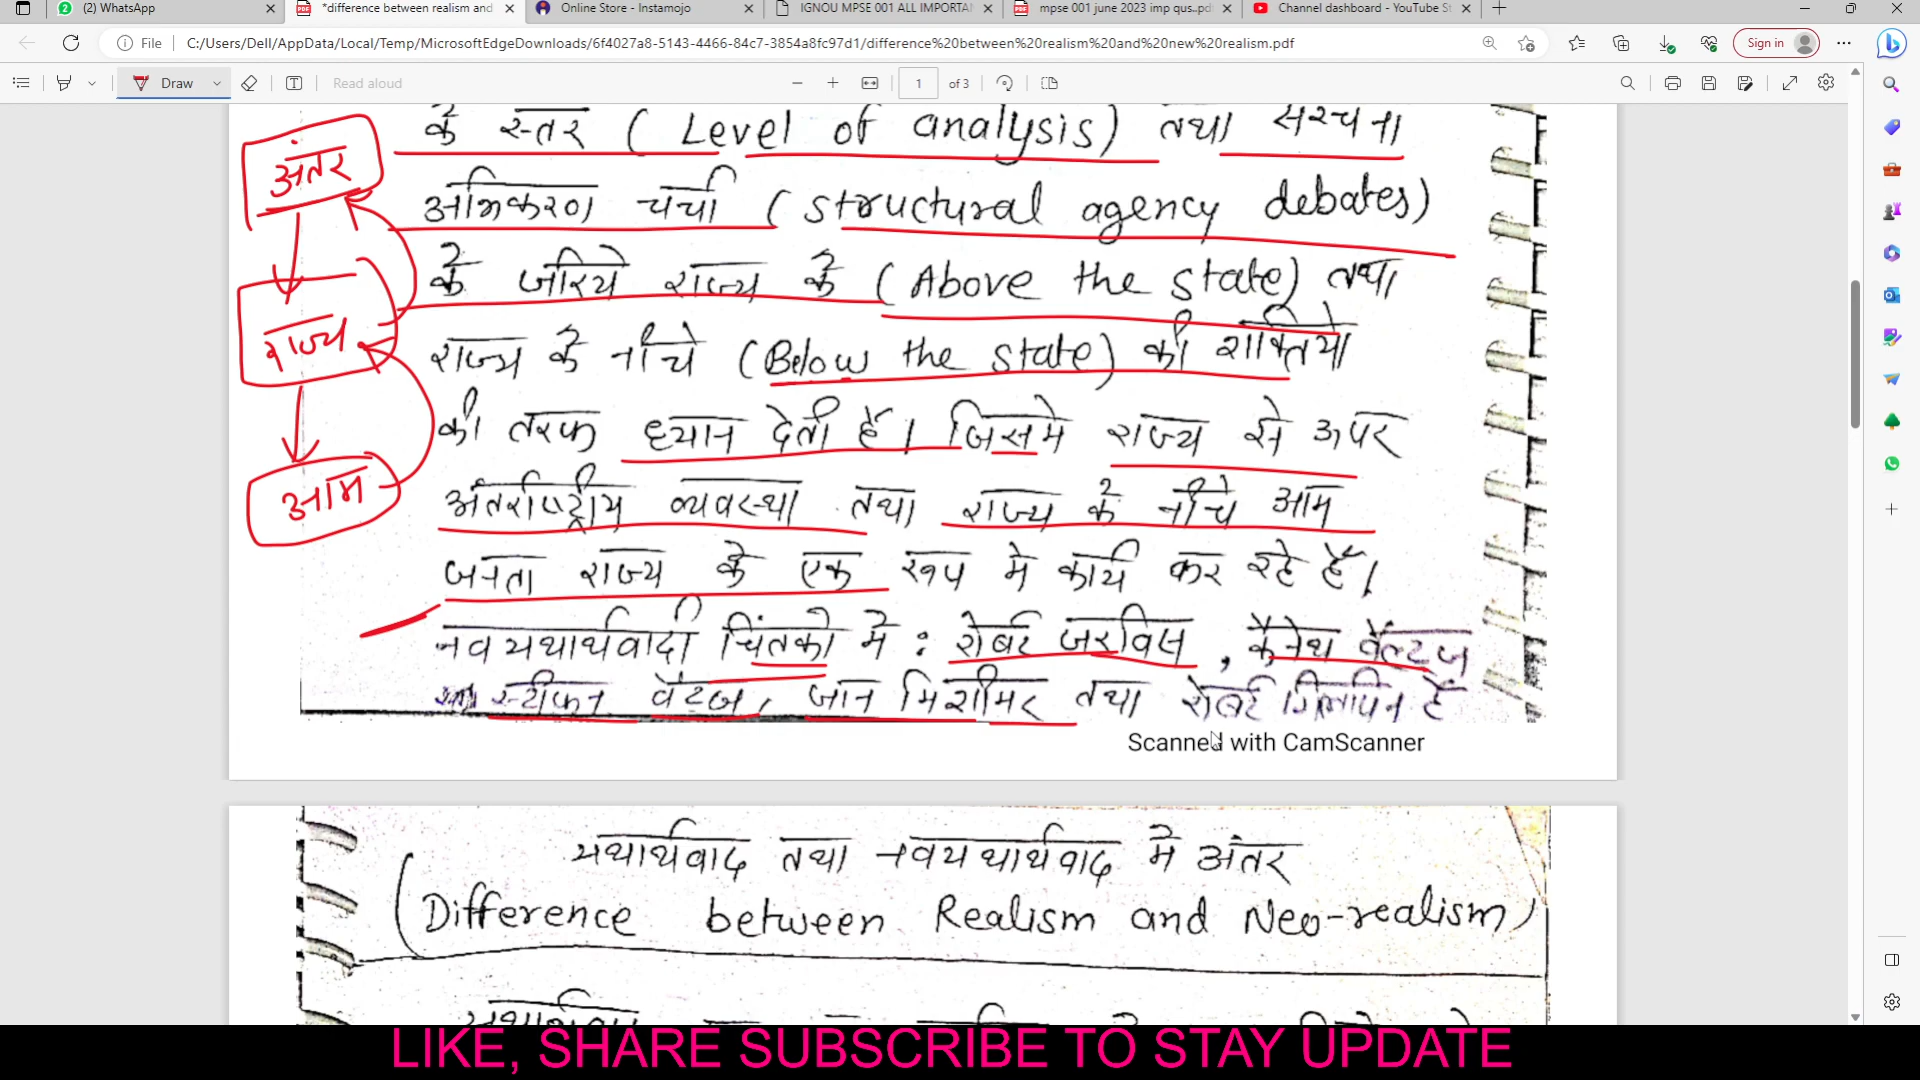 (2) WhatsApp
*difference between realism and
Online Store - Instamojo
IGNOU MPSE 001 ALL IMPORTA
mpse 001 june 2023 imp qus..pd
Channel dashboard - YouTube S
File
C:/Users/Dell/AppData/Local/Temp/MicrosoftEdgeDownloads/6f4027a8-5143-4466-84c7-3854a8fc97d1/difference%20between%20realism%20and%20new%20realism.pdf
Sign in
Draw
Read aloud
1 of 3
के स्तर (Level of analysis) तथा संरचना
अभिकरण चर्चा (structural agency debates)
के जरिये राज्य के (Above the state) तथा
राज्य के नीचे (Below the state) की शक्तियो
की तरफ ध्यान देती हैं। जिसमे राज्य से ऊपर
अंतर्राष्ट्रीय व्यवस्था तथा राज्य के नीचे आम
जनता राज्य के एक रूप मे कार्य कर रहे हैं।
नव यथार्थवादी चिंतको मे : रोबर्ट जरविस, कैनेथ वॅल्टज
स्टीफन वेल्ट, जान मिर्शीमर तथा रोबर्ट गिलपिन हैं
अंतर
राज्य
आम
Scanned with CamScanner
यथार्थवाद तथा नवयथार्थवाद मे अंतर
(Difference between Realism and Neo-realism)
LIKE, SHARE SUBSCRIBE TO STAY UPDATE